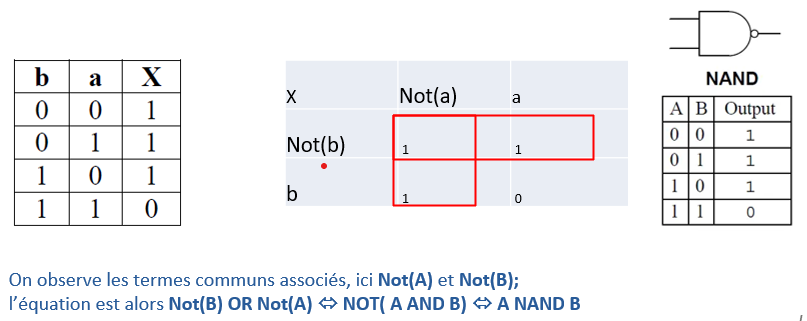 b a X
0 0 1
0 1 1
1 0 1
1 1 0
X Not(a) a
Not(b) 1 1
b 1 0
NAND
A B Output
0 0 1
0 1 1
1 0 1
1 1 0
On observe les termes communs associés, ici Not(A) et Not(B);
l’équation est alors Not(B) OR Not(A) ⇔ NOT( A AND B) ⇔ A NAND B